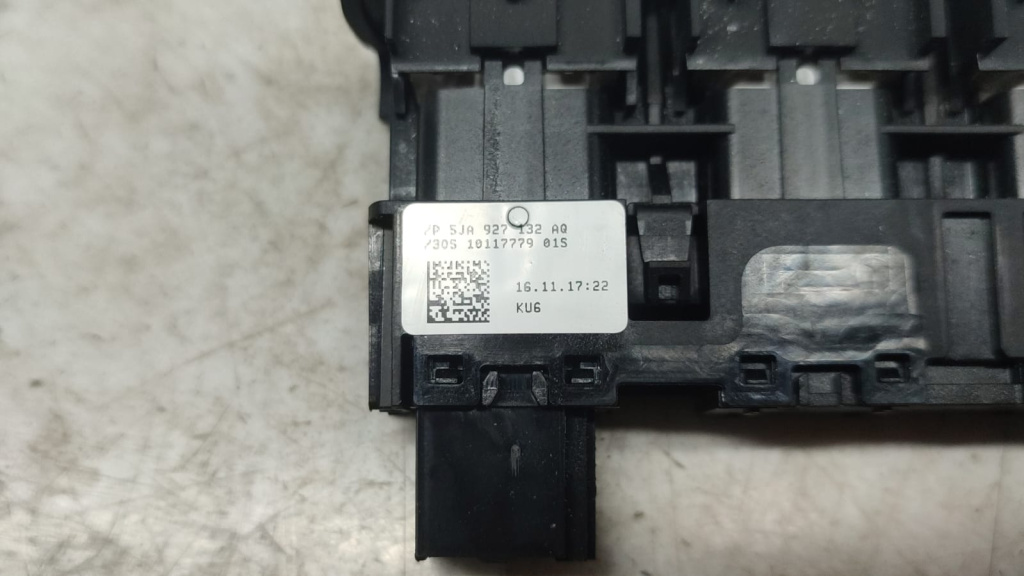 /P 5JA 927 132 AQ
/30S 10117779 01S
16.11.17:22
KU6